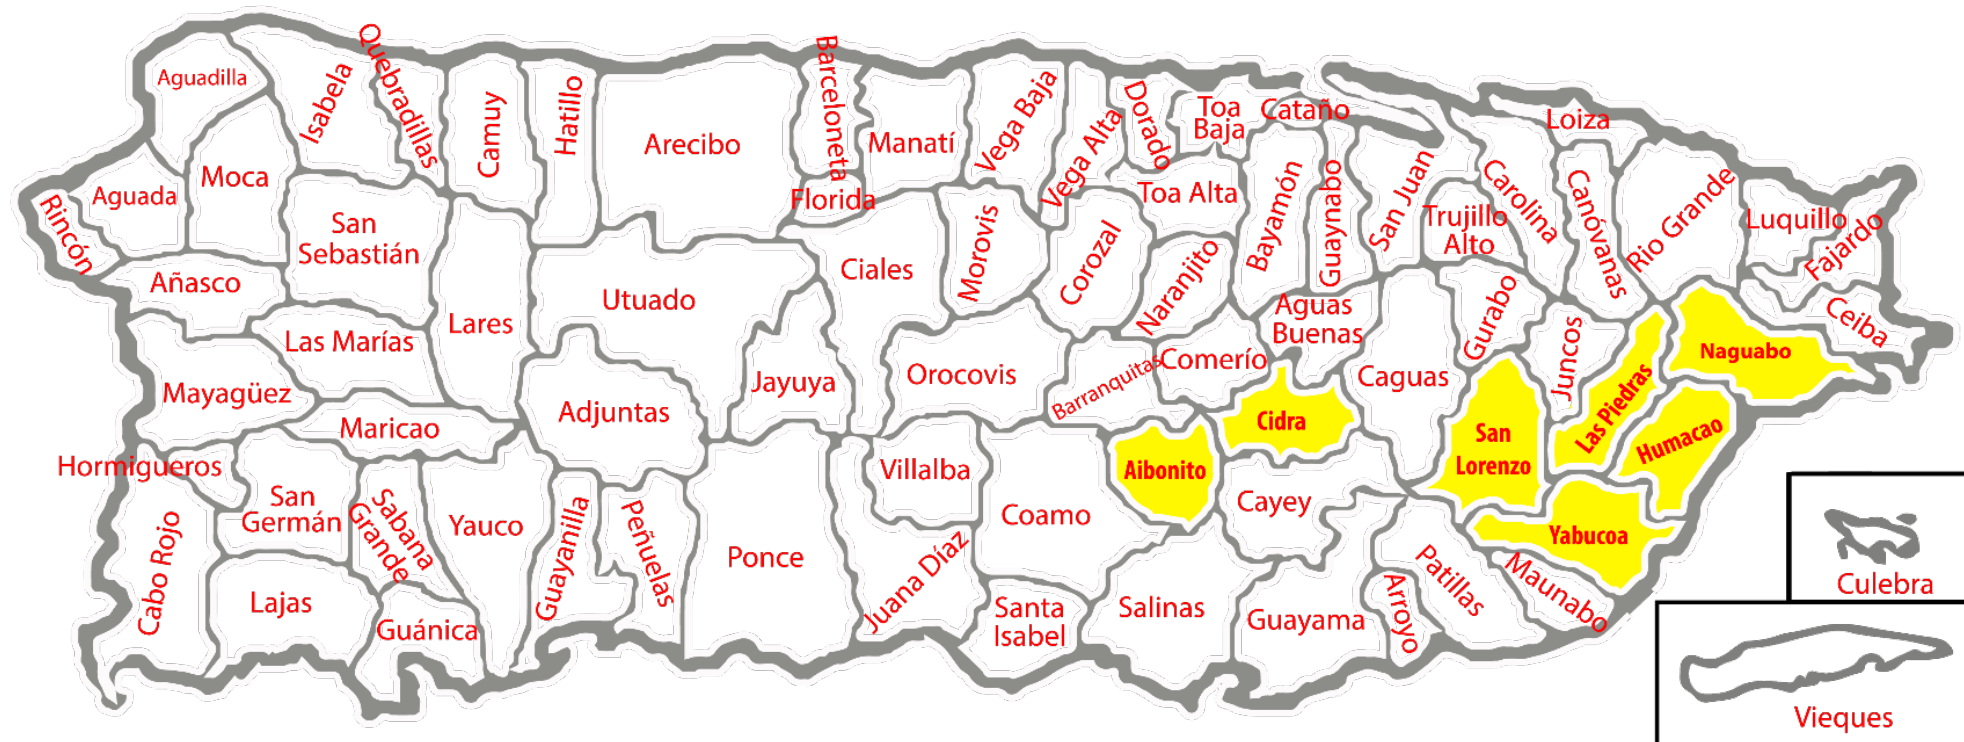 Aguadilla
Isabela
Quebradillas
Camuy
Hatillo
Arecibo
Barceloneta
Manatí
Vega Baja
Vega Alta
Dorado
Toa
Baja
Cataño
Loiza
Aguada
Moca
Florida
Toa Alta
Bayamón
Guaynabo
San Juan
Trujillo
Alto
Carolina
Canóvanas
Rio Grande
Luquillo
Fajardo
Rincón
Añasco
San
Sebastián
Lares
Utuado
Ciales
Morovis
Corozal
Naranjito
Aguas
Buenas
Gurabo
Juncos
Ceiba
Naguabo
Las Marías
Mayagüez
Maricao
Adjuntas
Jayuya
Orocovis
Barranquitas
Comerío
Cidra
Caguas
San
Lorenzo
Las Piedras
Humacao
Hormigueros
San
Germán
Sabana
Grande
Yauco
Guayanilla
Peñuelas
Ponce
Villalba
Juana Díaz
Coamo
Aibonito
Cayey
Yabucoa
Cabo Rojo
Lajas
Guánica
Santa
Isabel
Salinas
Guayama
Arroyo
Patillas
Maunabo
Culebra
Vieques